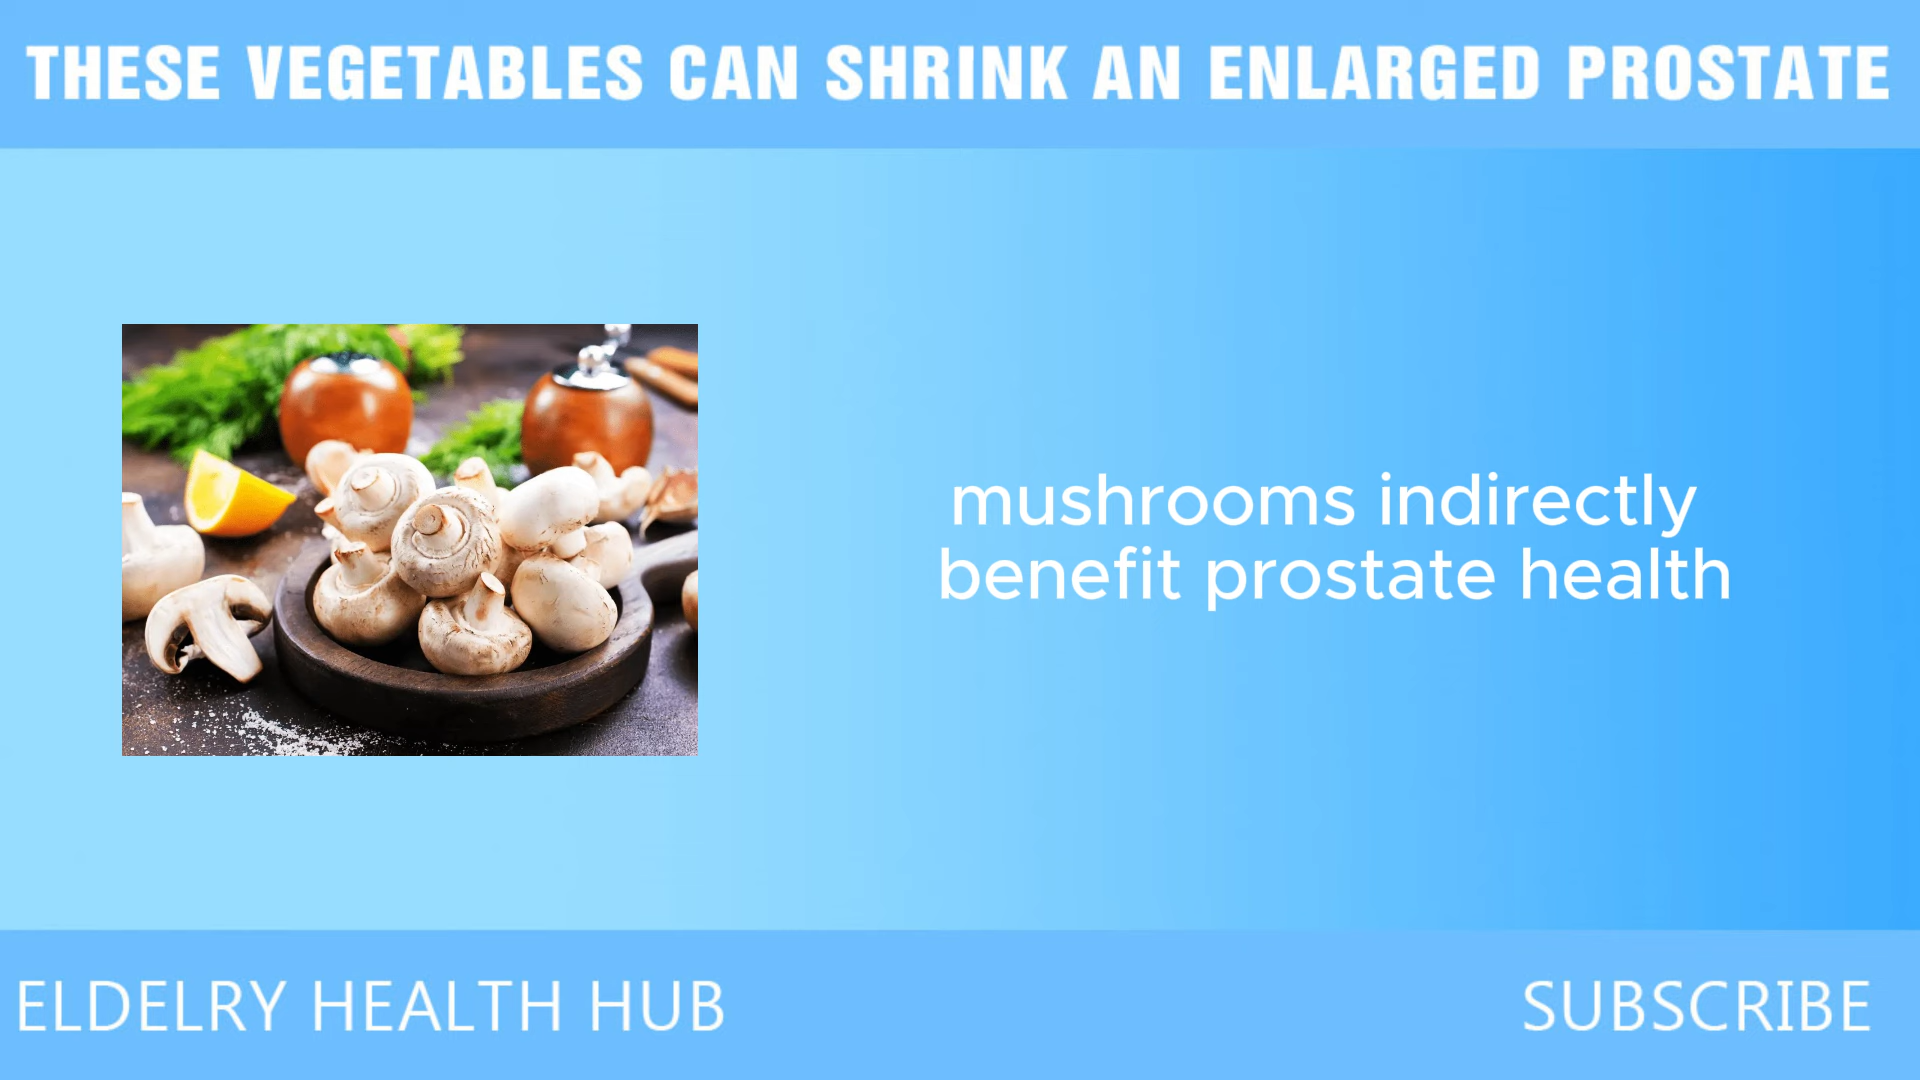 THESE VEGETABLES CAN SHRINK AN ENLARGED PROSTATE
mushrooms indirectly
benefit prostate health
ELDELRY HEALTH HUB
SUBSCRIBE